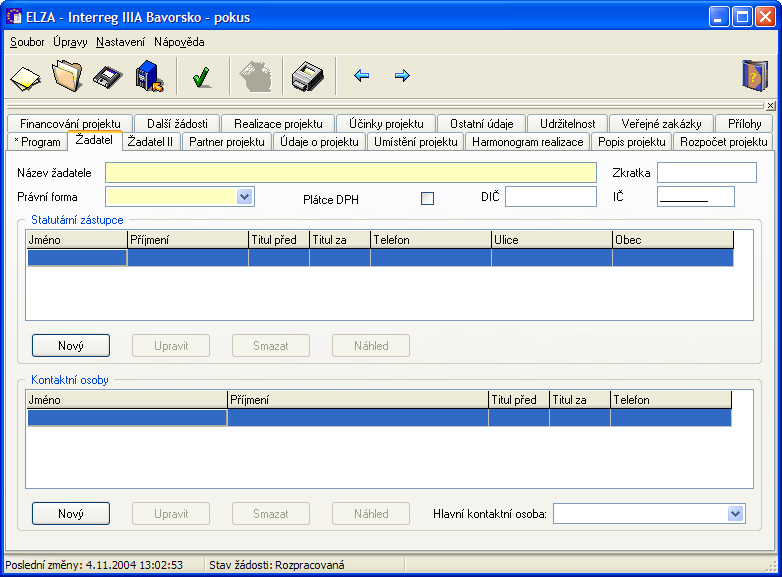 ELZA - Interreg IIIA Bavorsko - pokus
Soubor Úpravy Nastavení Nápověda
Financování projektu Další žádosti Realizace projektu Účinky projektu Ostatní údaje Udržitelnost Veřejné zakázky Přílohy
* Program Žadatel Žadatel II Partner projektu Údaje o projektu Umístění projektu Harmonogram realizace Popis projektu Rozpočet projektu
Název žadatele Zkratka
Právní forma Plátce DPH DIČ IČ
Statutární zástupce
Jméno Příjmení Titul před Titul za Telefon Ulice Obec
Nový Upravit Smazat Náhled
Kontaktní osoby
Jméno Příjmení Titul před Titul za Telefon
Nový Upravit Smazat Náhled Hlavní kontaktní osoba:
Poslední změny: 4.11.2004 13:02:53 Stav žádosti: Rozpracovaná